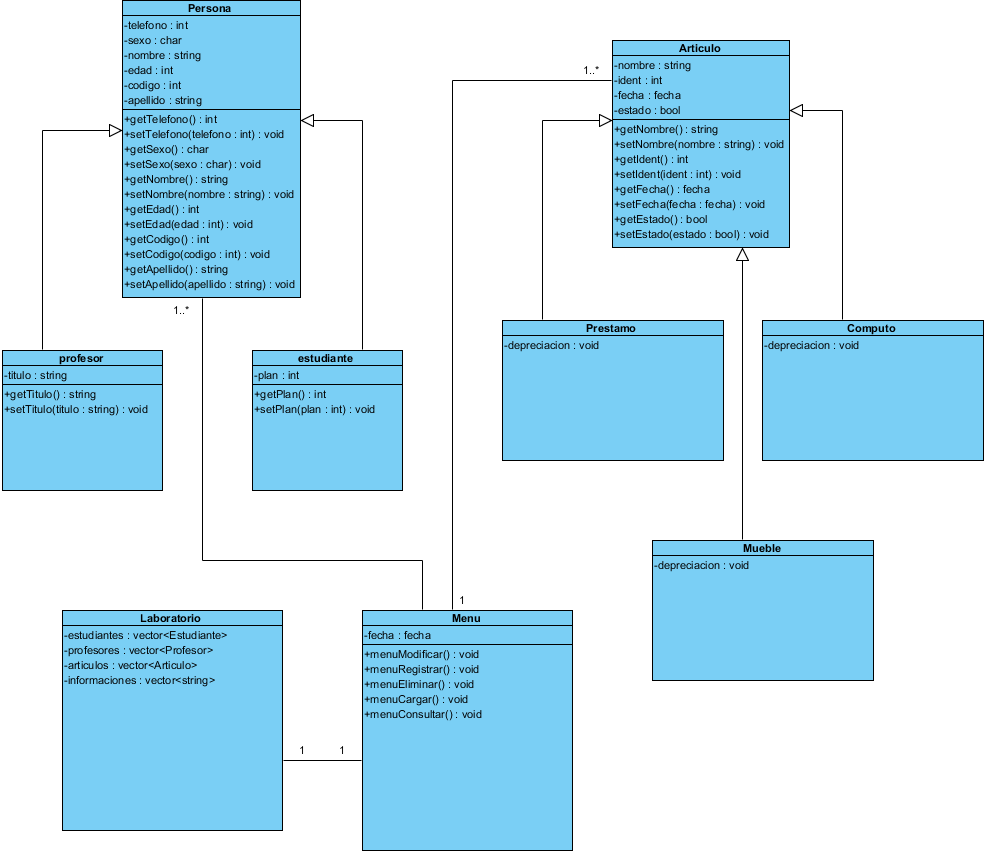 Persona
-telefono : int
-sexo : char
-nombre : string
-edad : int
-codigo : int
-apellido : string
+getTelefono() : int
+setTelefono(telefono : int) : void
+getSexo() : char
+setSexo(sexo : char) : void
+getNombre() : string
+setNombre(nombre : string) : void
+getEdad() : int
+setEdad(edad : int) : void
+getCodigo() : int
+setCodigo(codigo : int) : void
+getApellido() : string
+setApellido(apellido : string) : void
1..*
Articulo
-nombre : string
-ident : int
-fecha : fecha
-estado : bool
+getNombre() : string
+setNombre(nombre : string) : void
+getIdent() : int
+setIdent(ident : int) : void
+getFecha() : fecha
+setFecha(fecha : fecha) : void
+getEstado() : bool
+setEstado(estado : bool) : void
1..*
profesor
-titulo : string
+getTitulo() : string
+setTitulo(titulo : string) : void
estudiante
-plan : int
+getPlan() : int
+setPlan(plan : int) : void
Prestamo
-depreciacion : void
Computo
-depreciacion : void
Mueble
-depreciacion : void
Laboratorio
-estudiantes : vector<Estudiante>
-profesores : vector<Profesor>
-articulos : vector<Articulo>
-informaciones : vector<string>
1
Menu
-fecha : fecha
+menuModificar() : void
+menuRegistrar() : void
+menuEliminar() : void
+menuCargar() : void
+menuConsultar() : void
1
1